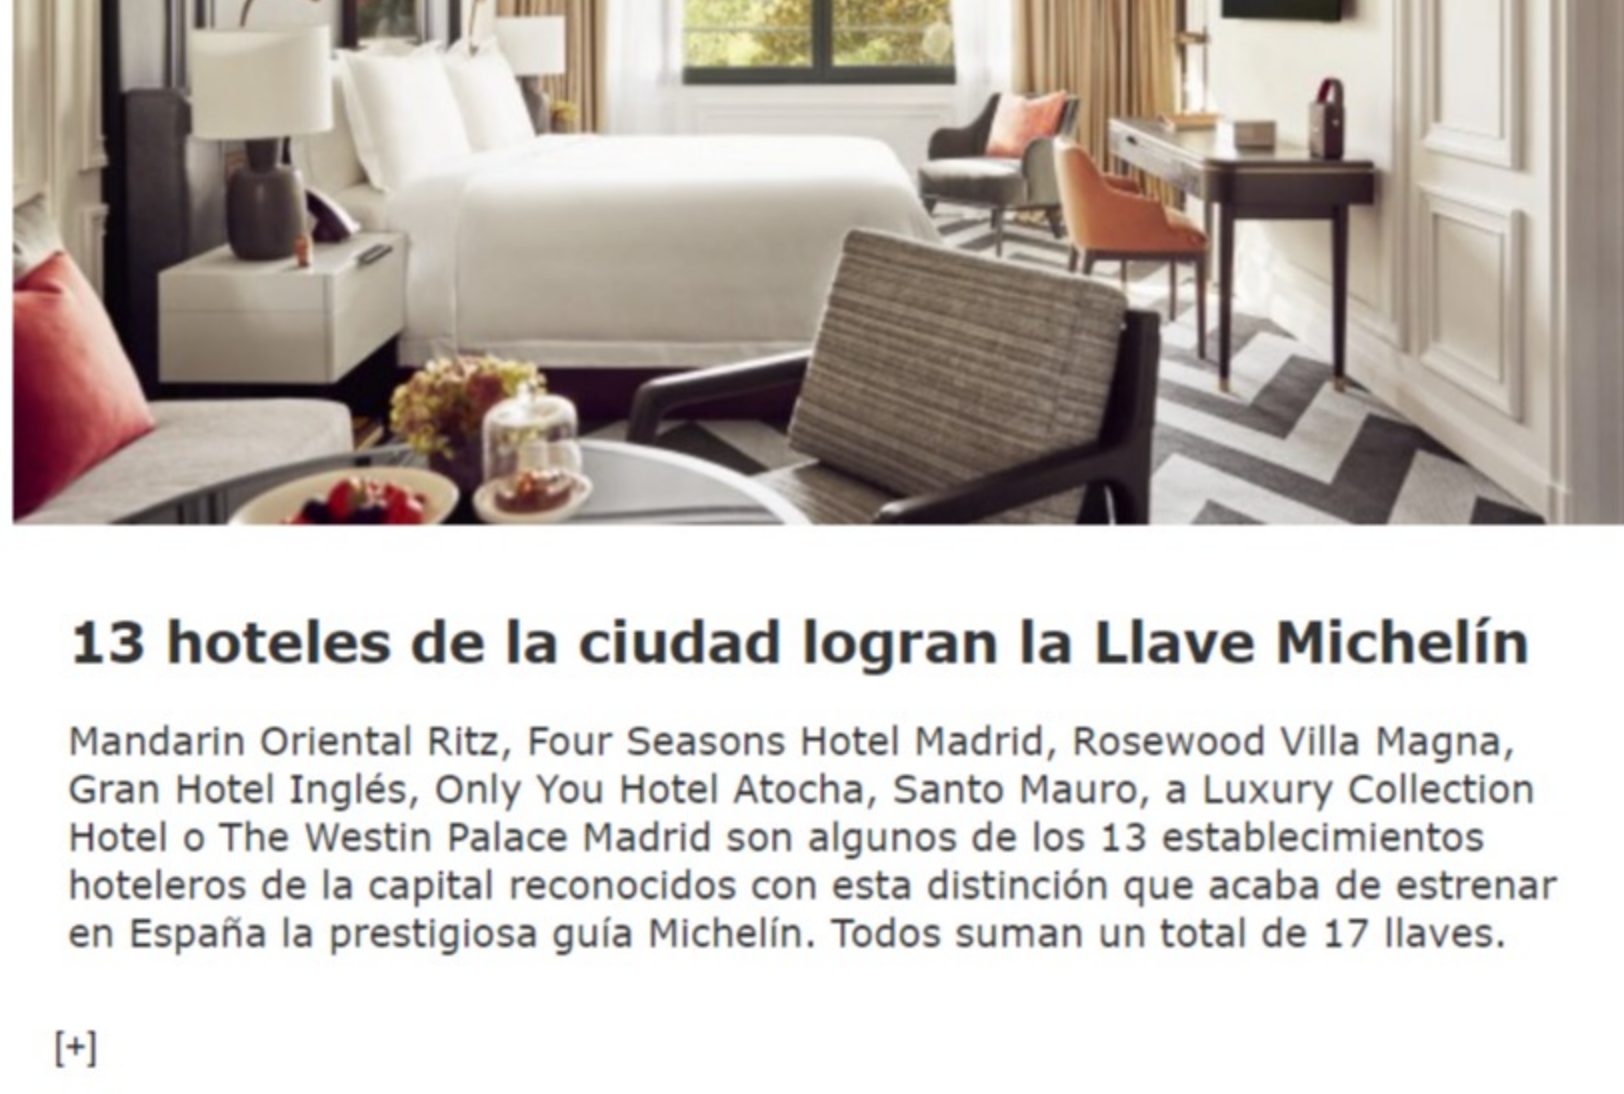 13 hoteles de la ciudad logran la Llave Michelín
Mandarin Oriental Ritz, Four Seasons Hotel Madrid, Rosewood Villa Magna,
Gran Hotel Inglés, Only You Hotel Atocha, Santo Mauro, a Luxury Collection
Hotel o The Westin Palace Madrid son algunos de los 13 establecimientos
hoteleros de la capital reconocidos con esta distinción que acaba de estrenar
en España la prestigiosa guía Michelín. Todos suman un total de 17 llaves.
[+]